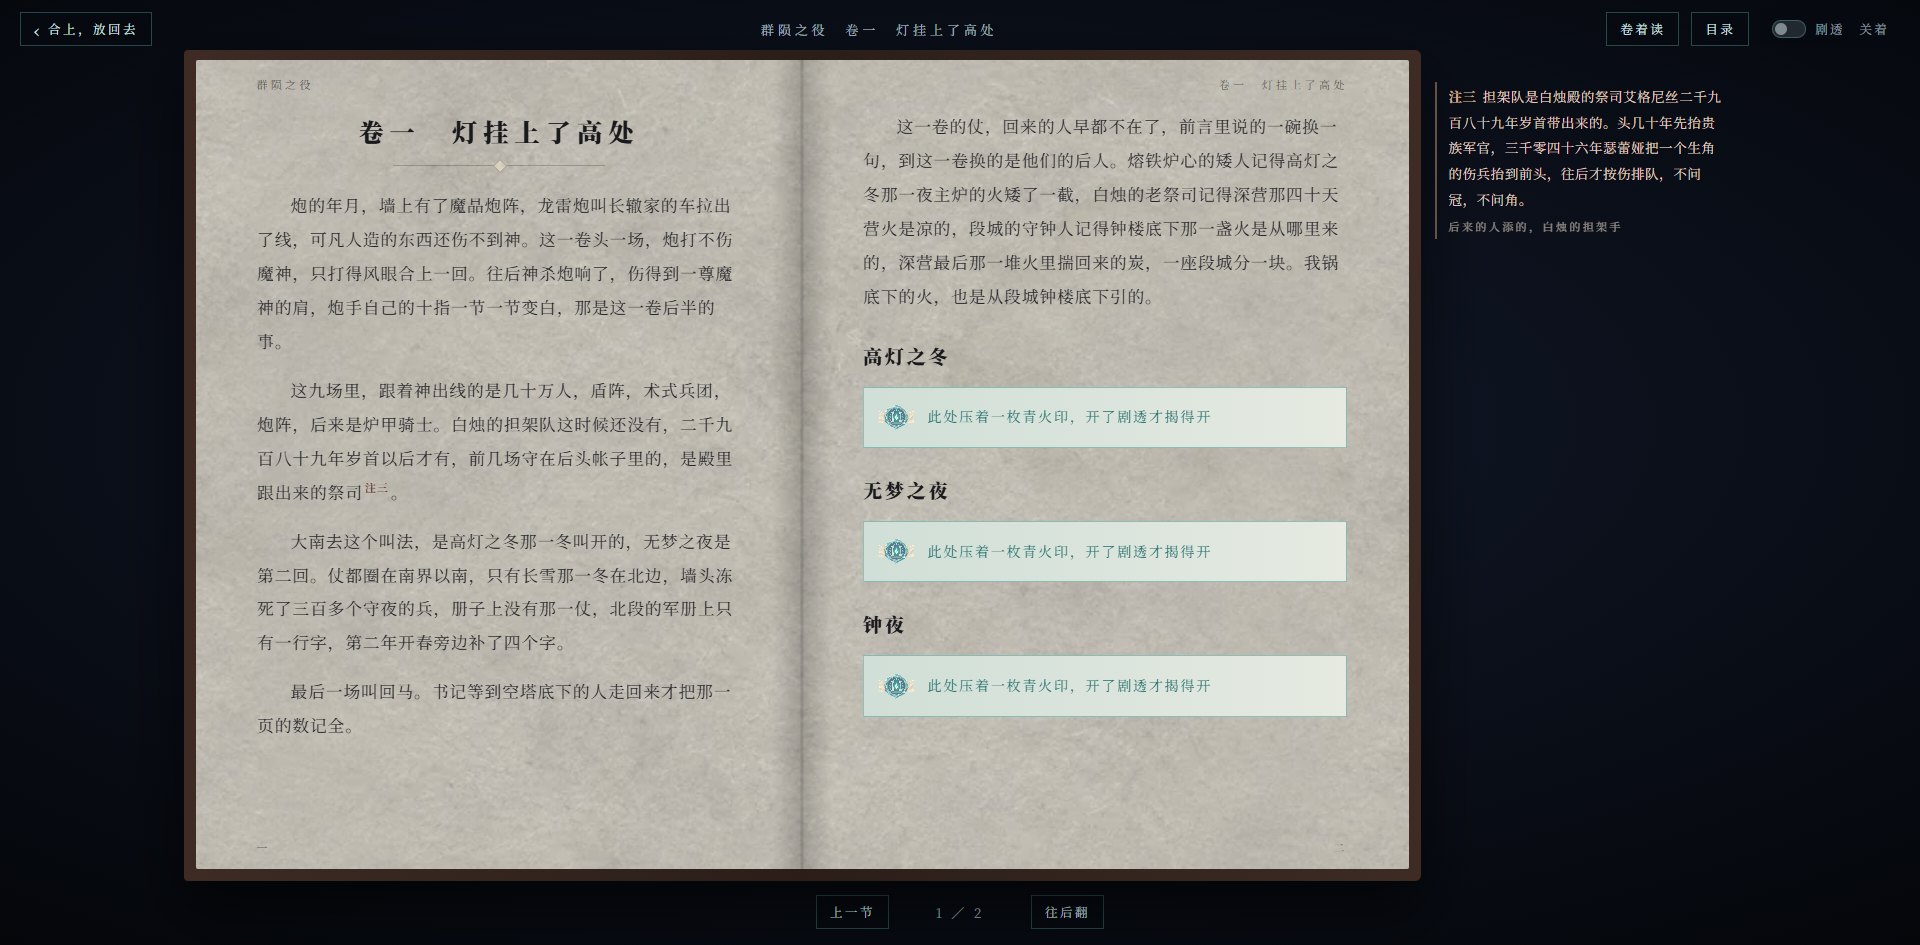 ‹ 合上，放回去
群陨之役 卷一 灯挂上了高处
卷着读
目录
剧透 关着
群陨之役
卷一 灯挂上了高处
炮的年月，墙上有了魔晶炮阵，龙雷炮叫长辙家的车拉出
了线，可凡人造的东西还伤不到神。这一卷头一场，炮打不伤
魔神，只打得风眼合上一回。往后神杀炮响了，伤得到一尊魔
神的肩，炮手自己的十指一节一节变白，那是这一卷后半的
事。
这九场里，跟着神出线的是几十万人，盾阵，术式兵团，
炮阵，后来是炉甲骑士。白烛的担架队这时候还没有，二千九
百八十九年岁首以后才有，前几场守在后头帐子里的，是殿里
跟出来的祭司注三。
大南去这个叫法，是高灯之冬那一冬叫开的，无梦之夜是
第二回。仗都圈在南界以南，只有长雪那一冬在北边，墙头冻
死了三百多个守夜的兵，册子上没有那一仗，北段的军册上只
有一行字，第二年开春旁边补了四个字。
最后一场叫回马。书记等到空塔底下的人走回来才把那一
页的数记全。
一
卷一 灯挂上了高处
这一卷的仗，回来的人早都不在了，前言里说的一碗换一
句，到这一卷换的是他们的后人。熔铁炉心的矮人记得高灯之
冬那一夜主炉的火矮了一截，白烛的老祭司记得深营那四十天
营火是凉的，段城的守钟人记得钟楼底下那一盏火是从哪里来
的，深营最后那一堆火里揣回来的炭，一座段城分一块。我锅
底下的火，也是从段城钟楼底下引的。
高灯之冬
此处压着一枚青火印，开了剧透才揭得开
无梦之夜
此处压着一枚青火印，开了剧透才揭得开
钟夜
此处压着一枚青火印，开了剧透才揭得开
二
注三 担架队是白烛殿的祭司艾格尼丝二千九
百八十九年岁首带出来的。头几十年先抬贵
族军官，三千零四十六年瑟蕾娅把一个生角
的伤兵抬到前头，往后才按伤排队，不问
冠，不问角。
后来的人添的，白烛的担架手
上一节
1 ／ 2
往后翻